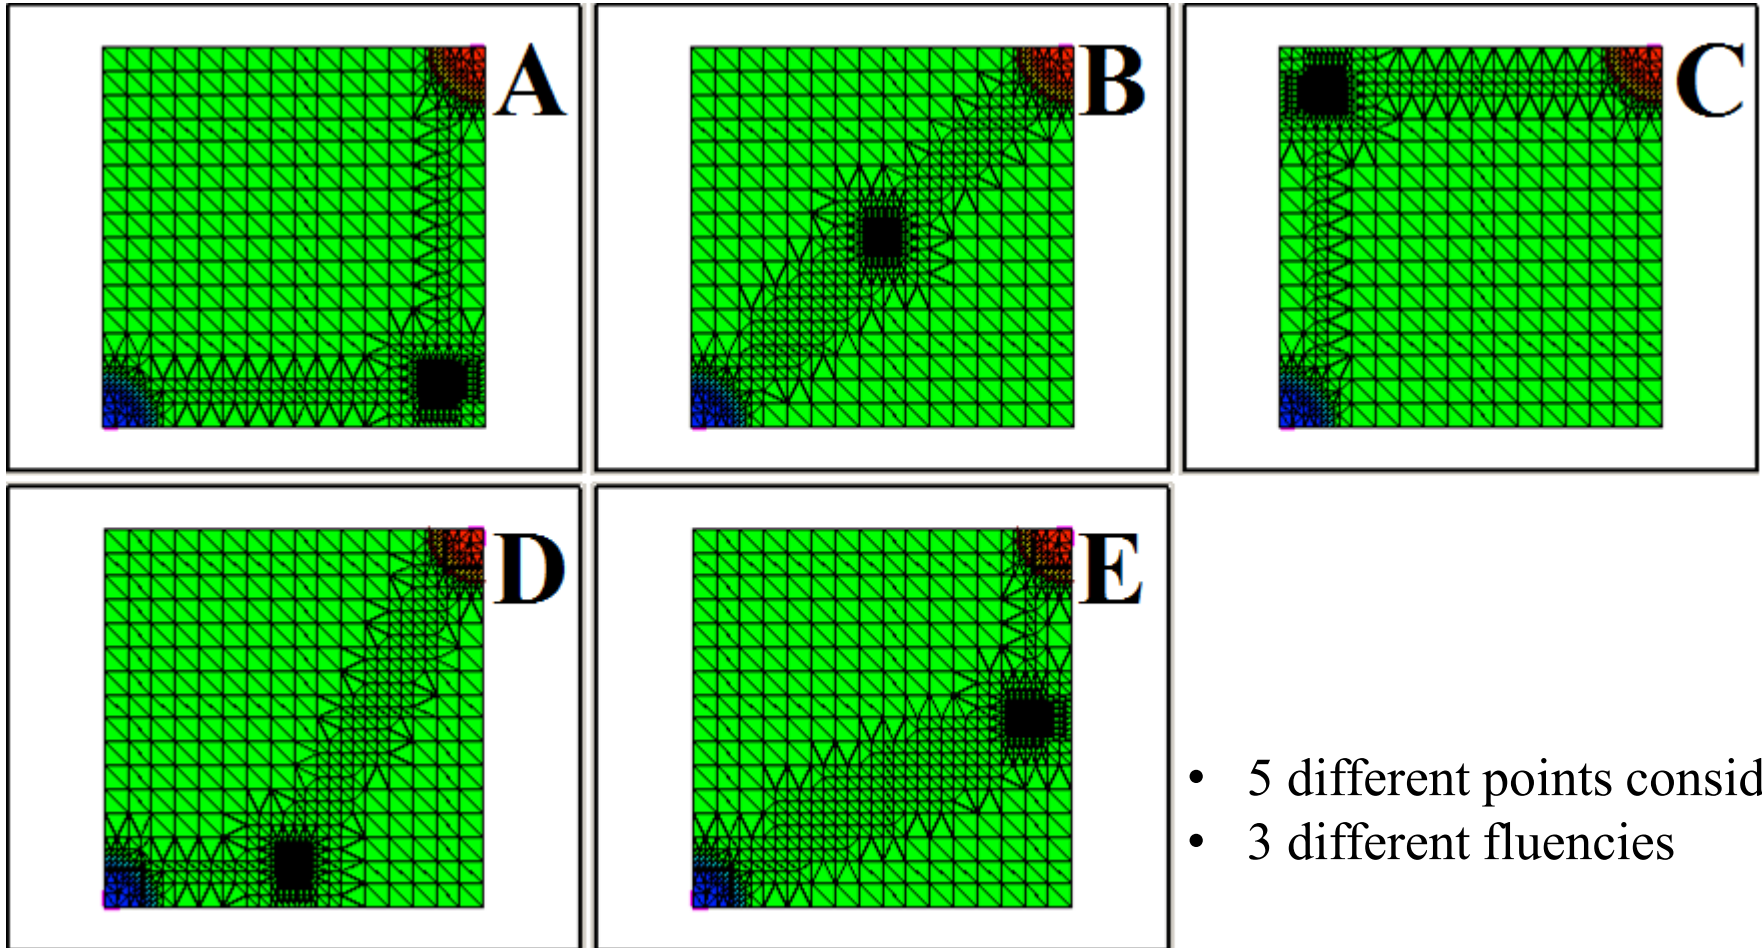 A
B
C
D
E
• 5 different points consid
• 3 different fluencies